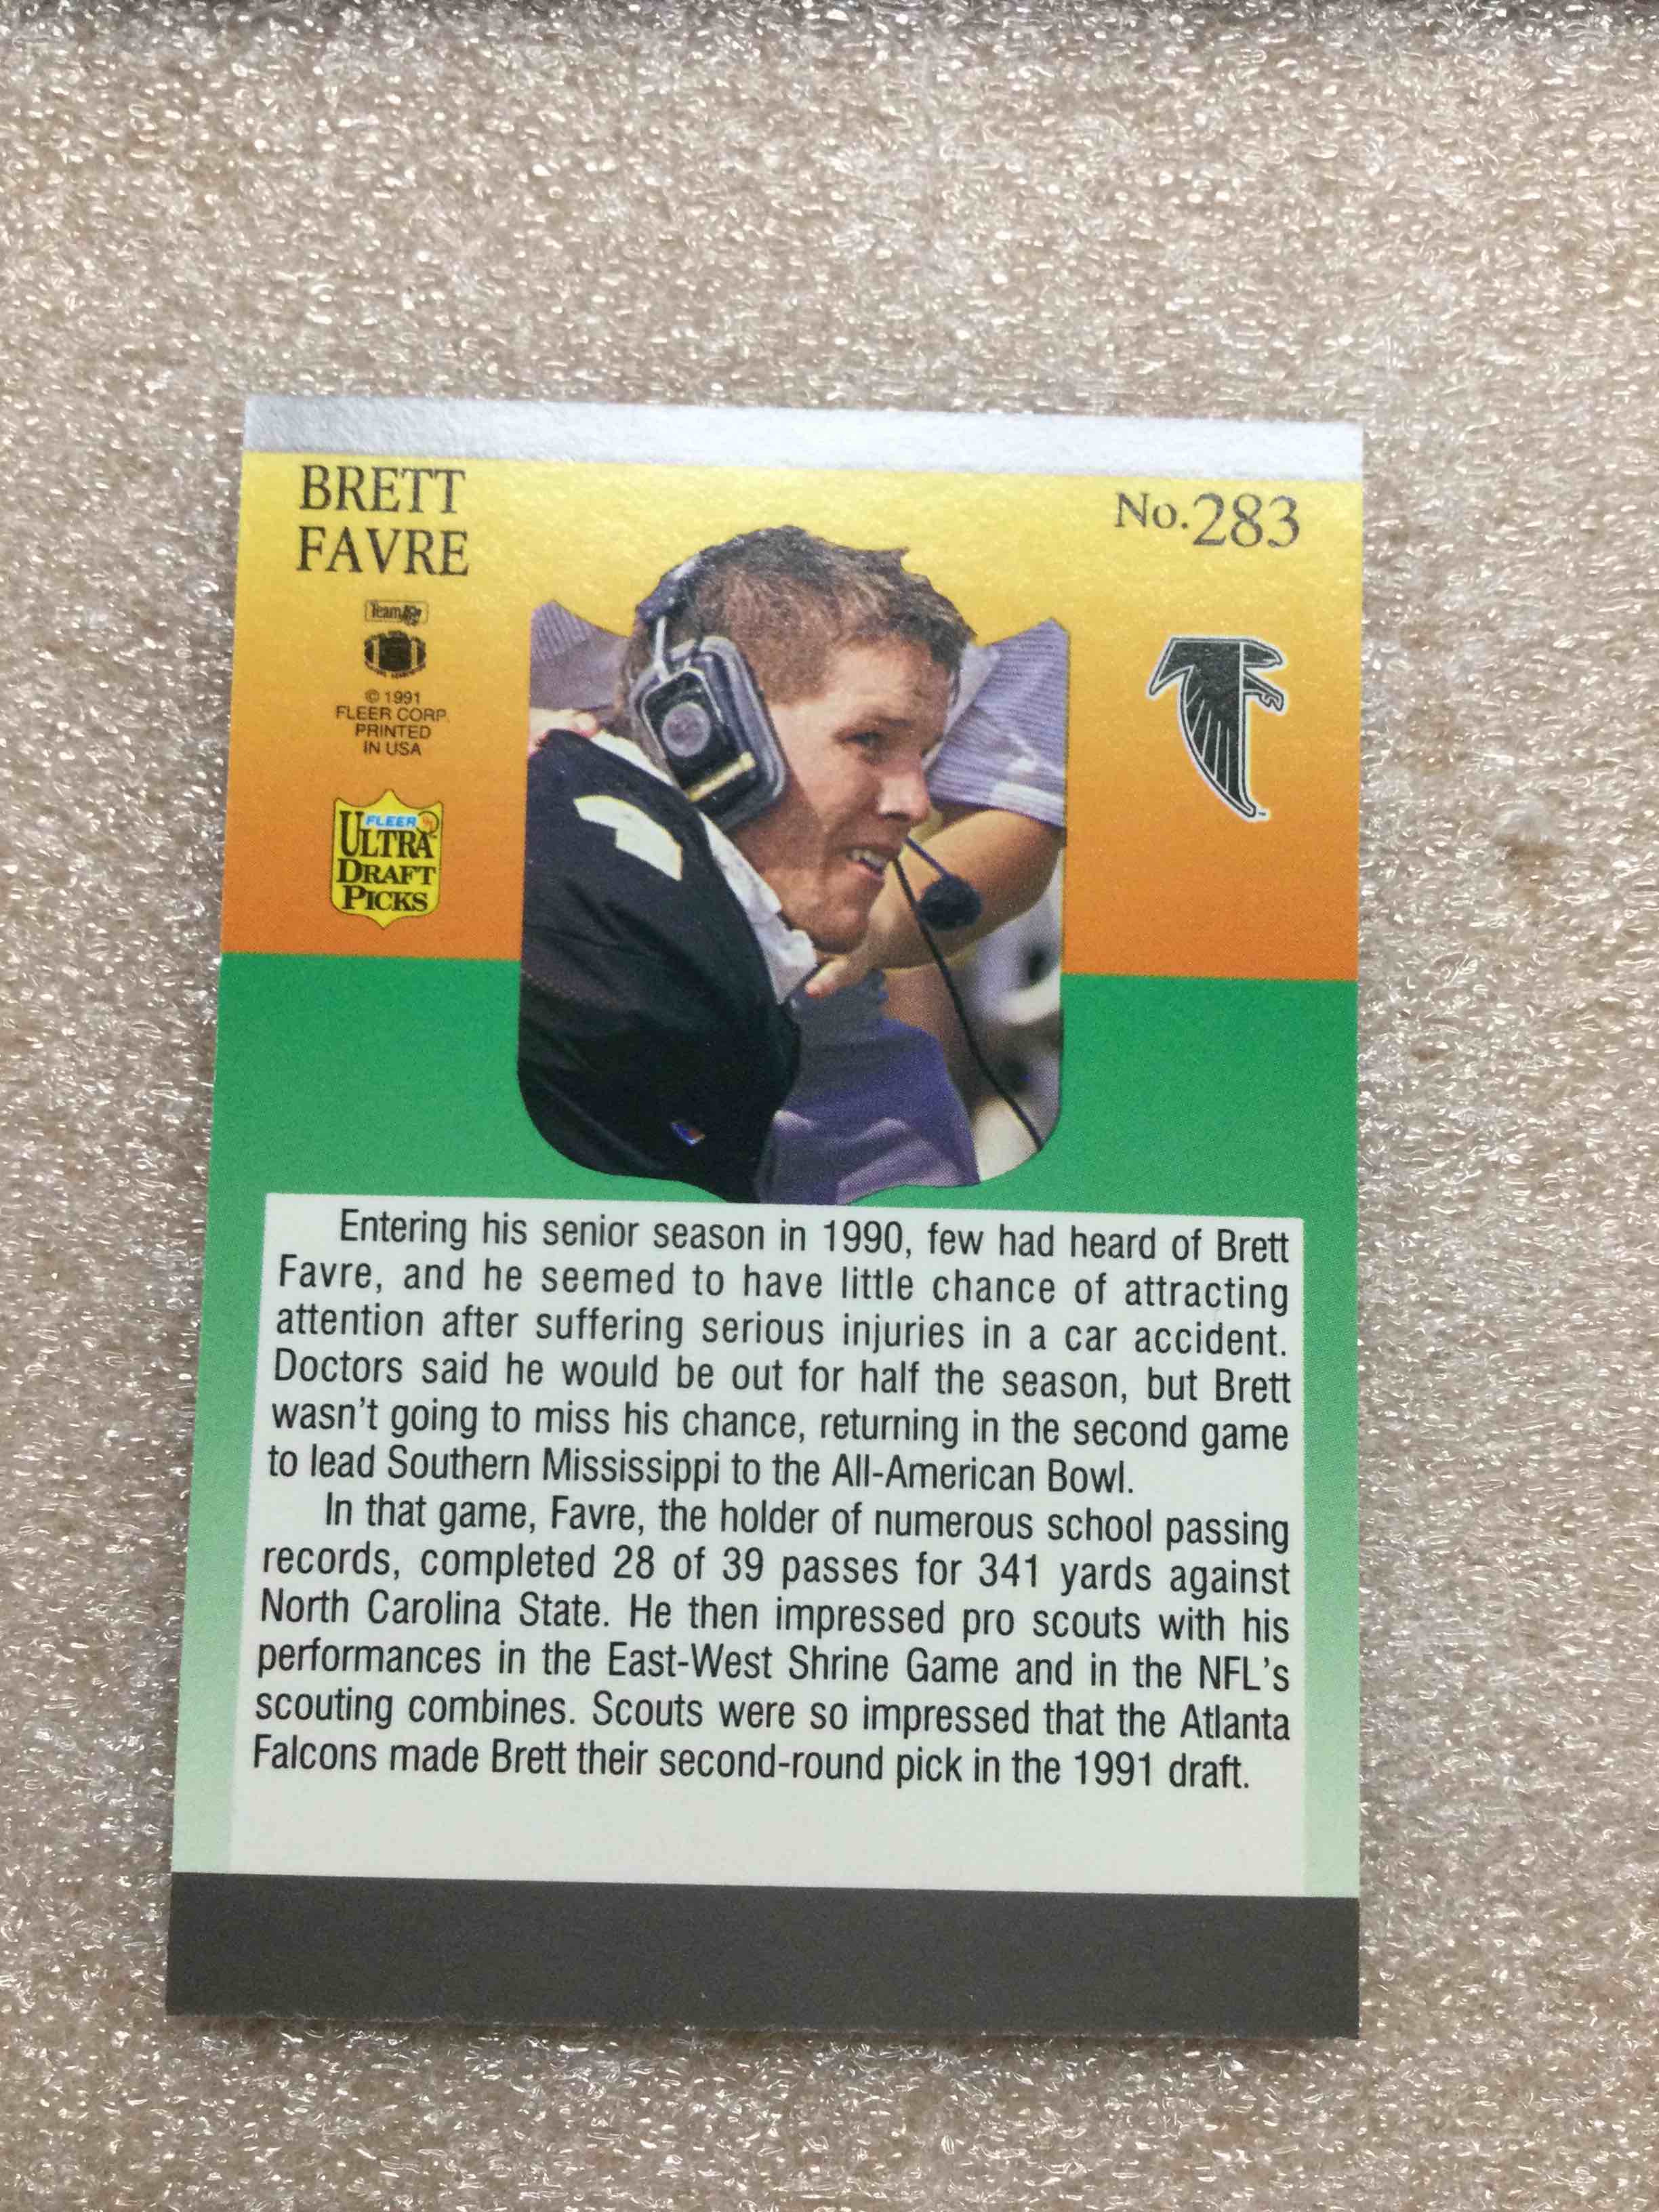 BRETT
FAVRE
No.283
TeamNFL
© 1991
FLEER CORP.
PRINTED
IN USA
FLEER
ULTRA
DRAFT
PICKS
Entering his senior season in 1990, few had heard of Brett
Favre, and he seemed to have little chance of attracting
attention after suffering serious injuries in a car accident.
Doctors said he would be out for half the season, but Brett
wasn't going to miss his chance, returning in the second game
to lead Southern Mississippi to the All-American Bowl.
In that game, Favre, the holder of numerous school passing
records, completed 28 of 39 passes for 341 yards against
North Carolina State. He then impressed pro scouts with his
performances in the East-West Shrine Game and in the NFL's
scouting combines. Scouts were so impressed that the Atlanta
Falcons made Brett their second-round pick in the 1991 draft.